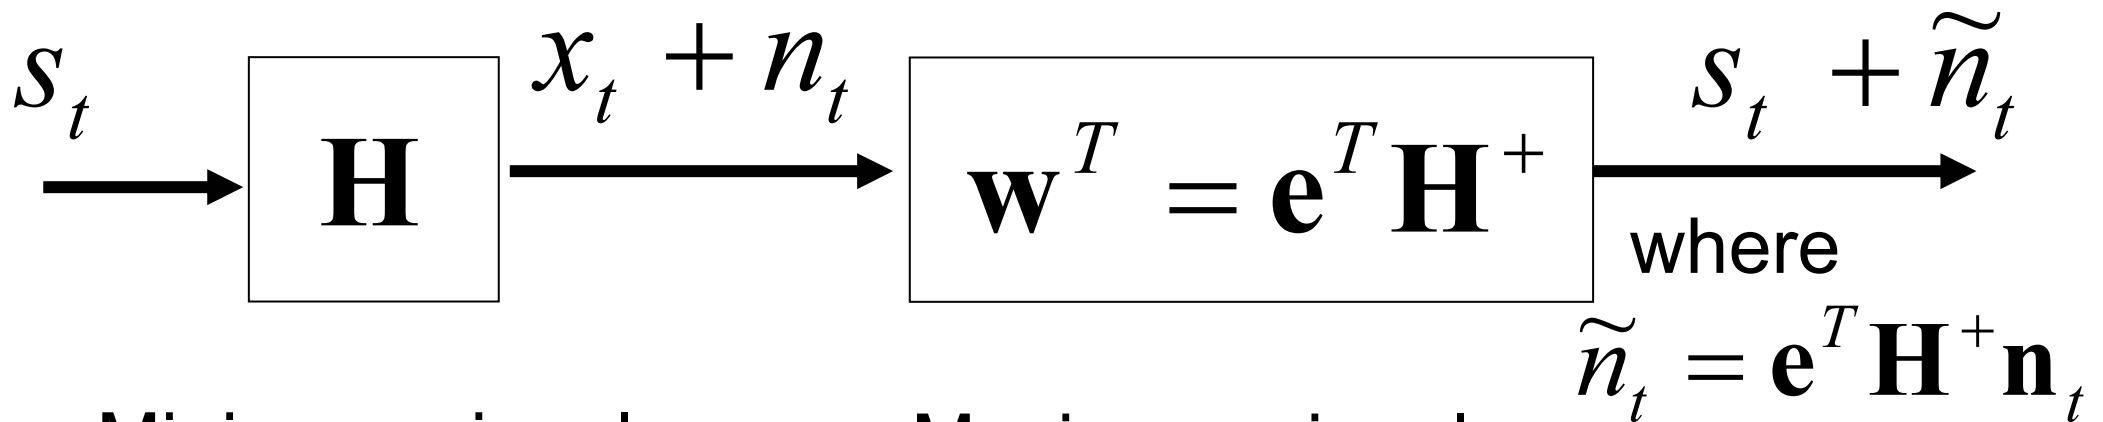 s_t
x_t + n_t
s_t + ñ_t
H
w^T = e^T H^+
where
ñ_t = e^T H^+ n_t